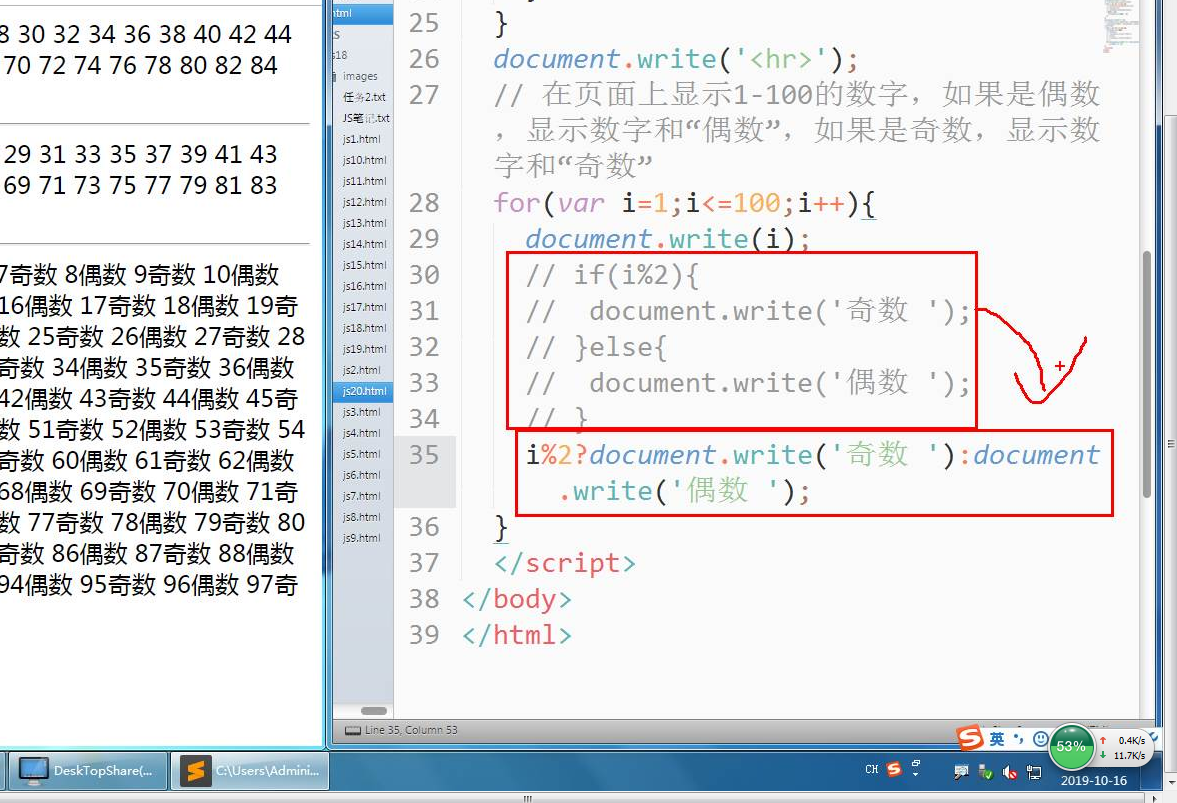 8 30 32 34 36 38 40 42 44
70 72 74 76 78 80 82 84
29 31 33 35 37 39 41 43
69 71 73 75 77 79 81 83
7奇数 8偶数 9奇数 10偶数
16偶数 17奇数 18偶数 19奇
数 25奇数 26偶数 27奇数 28
奇数 34偶数 35奇数 36偶数
42偶数 43奇数 44偶数 45奇
数 51奇数 52偶数 53奇数 54
奇数 60偶数 61奇数 62偶数
68偶数 69奇数 70偶数 71奇
数 77奇数 78偶数 79奇数 80
奇数 86偶数 87奇数 88偶数
94偶数 95奇数 96偶数 97奇
html
s
s18
images
任务2.txt
JS笔记.txt
js1.html
js10.html
js11.html
js12.html
js13.html
js14.html
js15.html
js16.html
js17.html
js18.html
js19.html
js2.html
js20.html
js3.html
js4.html
js5.html
js6.html
js7.html
js8.html
js9.html
25 }
26 document.write('<hr>');
27 // 在页面上显示1-100的数字，如果是偶数
，显示数字和“偶数”，如果是奇数，显示数
字和“奇数”
28 for(var i=1;i<=100;i++){
29 document.write(i);
30 // if(i%2){
31 // document.write('奇数 ');
32 // }else{
33 // document.write('偶数 ');
34 // }
35 i%2?document.write('奇数 '):document
.write('偶数 ');
36 }
37 </script>
38 </body>
39 </html>
Line 35, Column 53
英
53%
0.4K/s
11.7K/s
DeskTopShare(...
C:\Users\Admini...
CH
2019-10-16